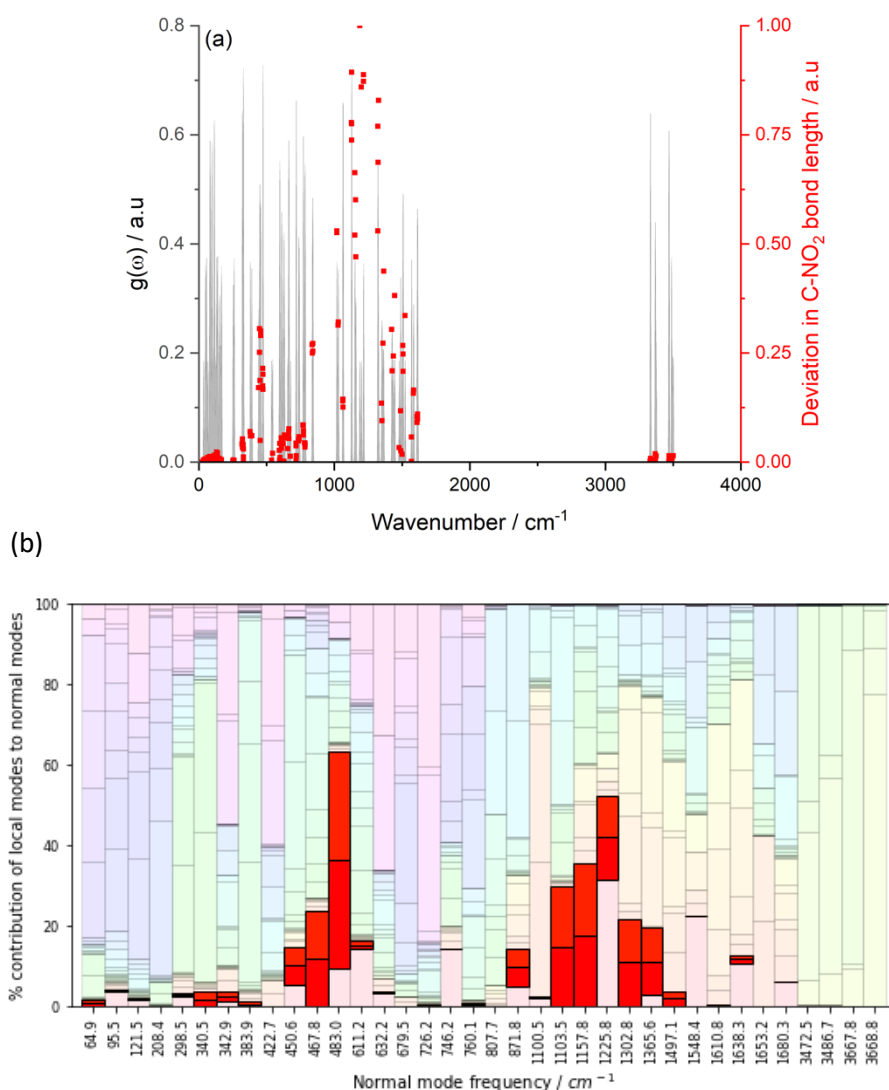 (a)
0.8
0.6
0.4
0.2
0.0
g(ω) / a.u
1.00
0.75
0.50
0.25
0.00
Deviation in C-NO₂ bond length / a.u
0 1000 2000 3000 4000
Wavenumber / cm⁻¹
(b)
100
80
60
40
20
0
% contribution of local modes to normal modes
64.9 95.5 121.5 208.4 298.5 340.5 342.9 383.9 422.7 450.6 467.8 483.0 611.2 632.2 679.5 726.2 746.2 760.1 807.7 871.8 1100.5 1103.5 1157.8 1225.8 1302.8 1365.6 1497.1 1548.4 1610.8 1638.3 1653.2 1680.3 3472.5 3486.7 3667.8 3668.8
Normal mode frequency / cm⁻¹